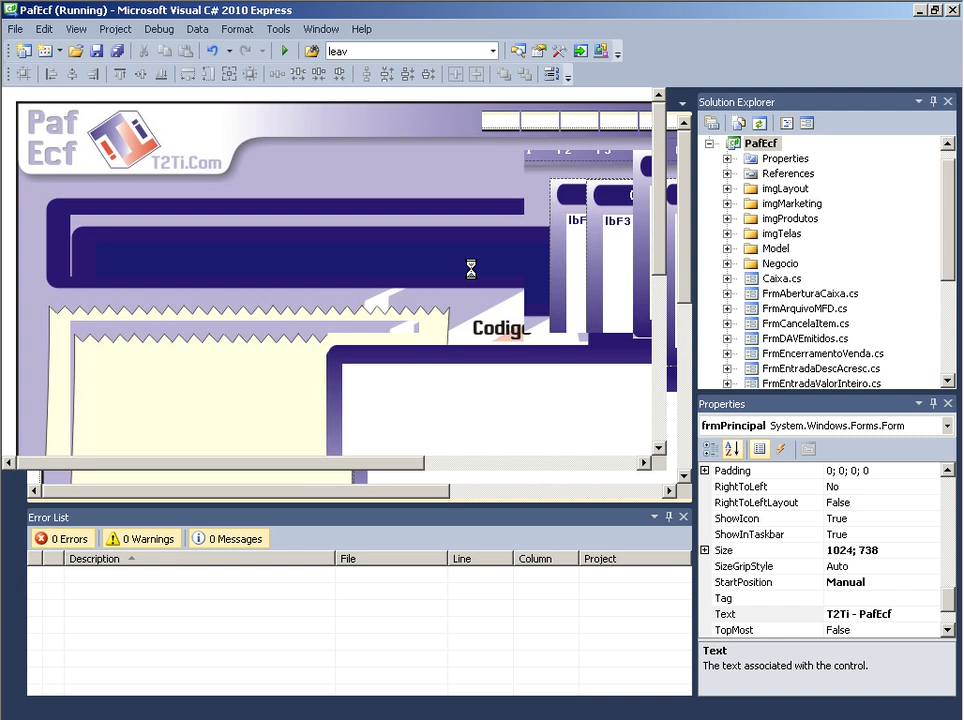 PafEcf (Running) - Microsoft Visual C# 2010 Express
File Edit View Project Debug Data Format Tools Window Help
leav
Paf
Ecf
T2Ti.Com
F2 F3
lbF
lbF3
Codigo
Solution Explorer
PafEcf
Properties
References
imgLayout
imgMarketing
imgProdutos
imgTelas
Model
Negocio
Caixa.cs
FrmAberturaCaixa.cs
FrmArquivoMFD.cs
FrmCancelaItem.cs
FrmDAVEmitidos.cs
FrmEncerramentoVenda.cs
FrmEntradaDescAcresc.cs
FrmEntradaValorInteiro.cs
Properties
frmPrincipal System.Windows.Forms.Form
Padding 0; 0; 0; 0
RightToLeft No
RightToLeftLayout False
ShowIcon True
ShowInTaskbar True
Size 1024; 738
SizeGripStyle Auto
StartPosition Manual
Tag
Text T2Ti - PafEcf
TopMost False
Text
The text associated with the control.
Error List
0 Errors 0 Warnings 0 Messages
Description File Line Column Project